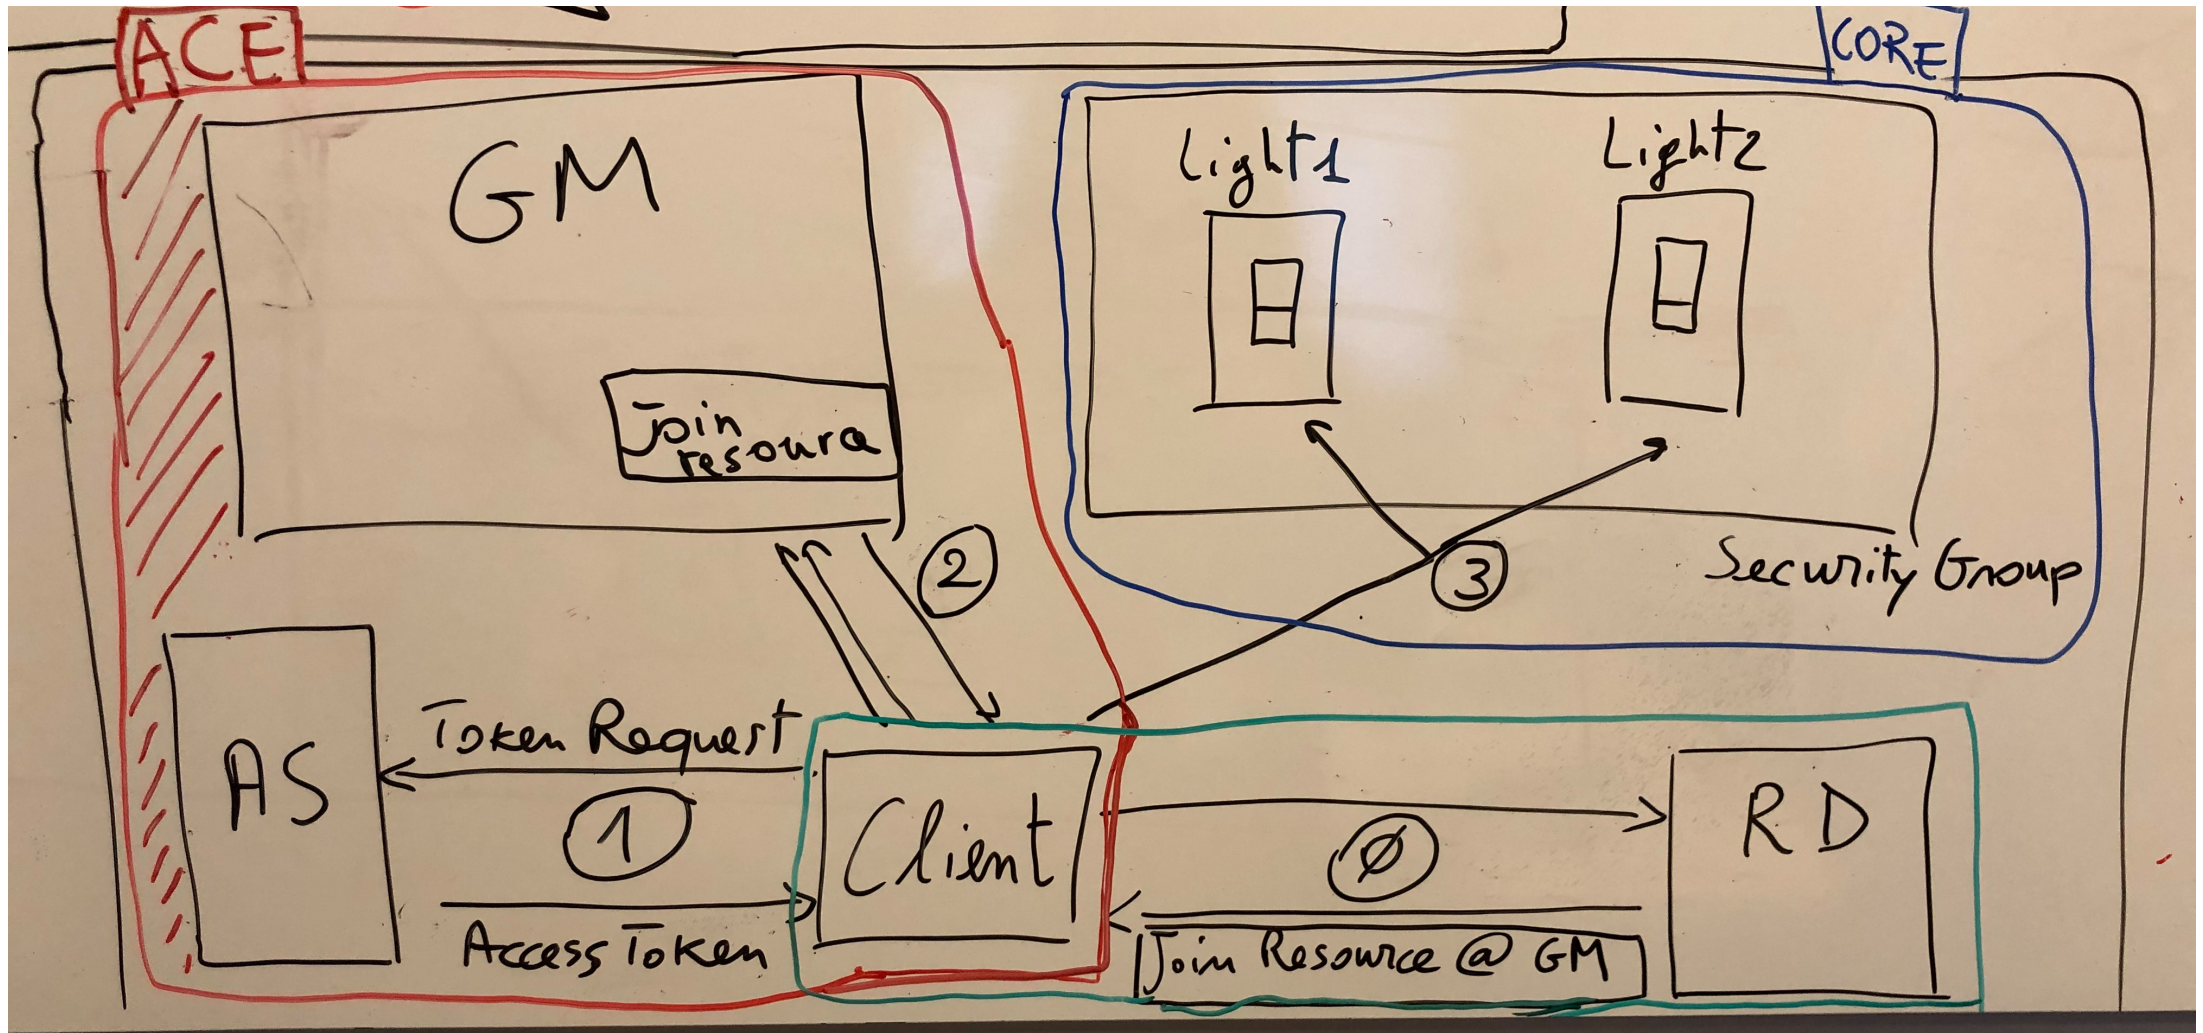 ACE
CORE
GM
Light1
Light2
Join
resource
2
3
Security Group
Token Request
AS
1
Client
Ø
RD
Access Token
Join Resource @ GM